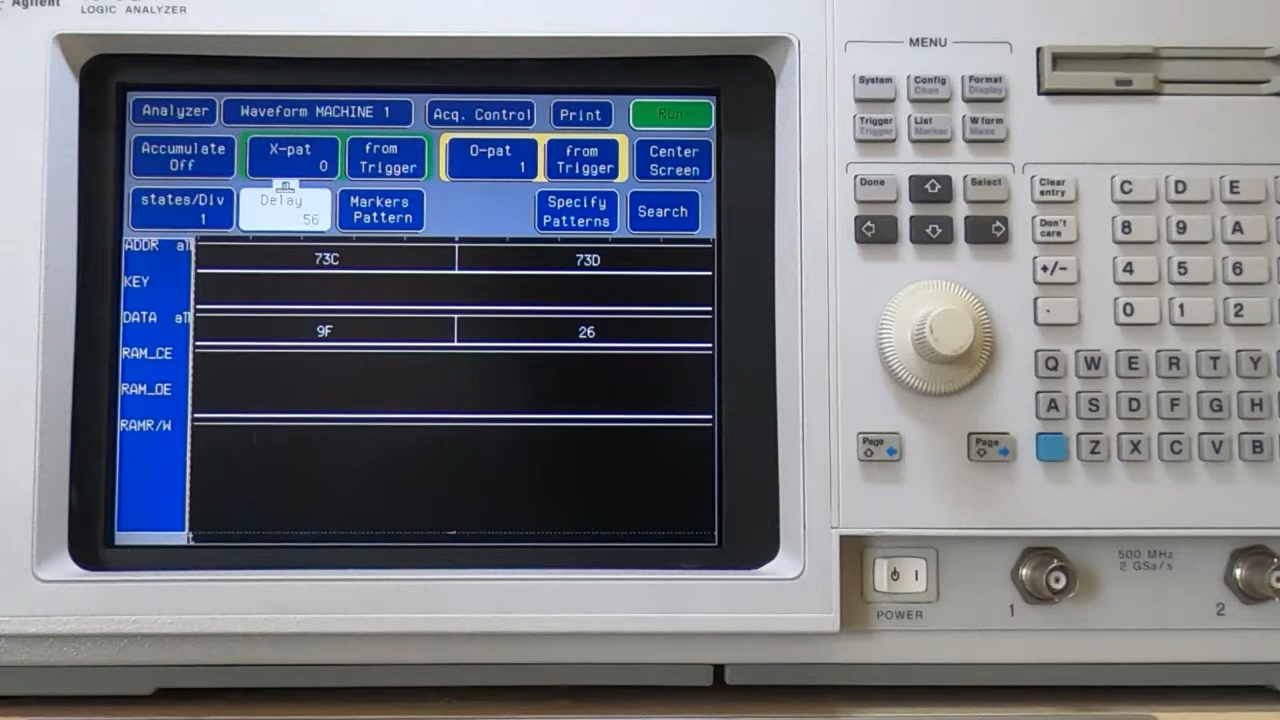 Agilent
LOGIC ANALYZER
Analyzer
Waveform MACHINE 1
Acq. Control
Print
Run
Accumulate
Off
X-pat
0
from
Trigger
O-pat
1
from
Trigger
Center
Screen
states/Div
1
Delay
56
Markers
Pattern
Specify
Patterns
Search
ADDR all
73C
73D
KEY
DATA all
9F
26
RAM_CE
RAM_OE
RAMR/W
MENU
System
Config
Chan
Format
Display
Trigger
Trigger
List
Marker
W form
Meas
Done
Select
Clear
entry
C D E
Don't
care
8 9 A
+/-
4 5 6
.
0 1 2
Q W E R T Y
A S D F G H
Page
Page
Z X C V B
POWER
1
500 MHz
2 GSa/s
2